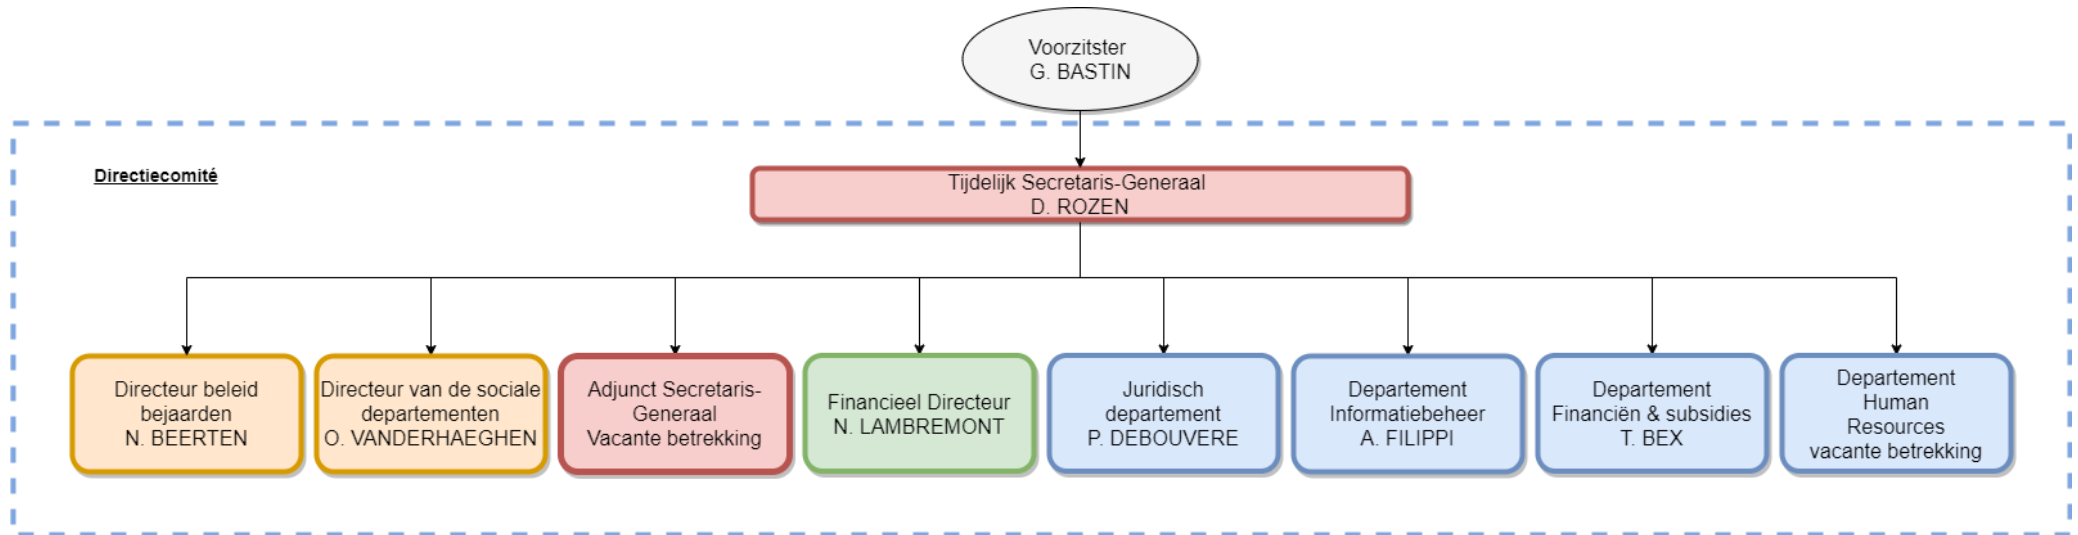 Voorzitster
G. BASTIN
Directiecomité
Tijdelijk Secretaris-Generaal
D. ROZEN
Directeur beleid
bejaarden
N. BEERTEN
Directeur van de sociale
departementen
O. VANDERHAEGHEN
Adjunct Secretaris-
Generaal
Vacante betrekking
Financieel Directeur
N. LAMBREMONT
Juridisch
departement
P. DEBOUVERE
Departement
Informatiebeheer
A. FILIPPI
Departement
Financiën & subsidies
T. BEX
Departement
Human
Resources
vacante betrekking